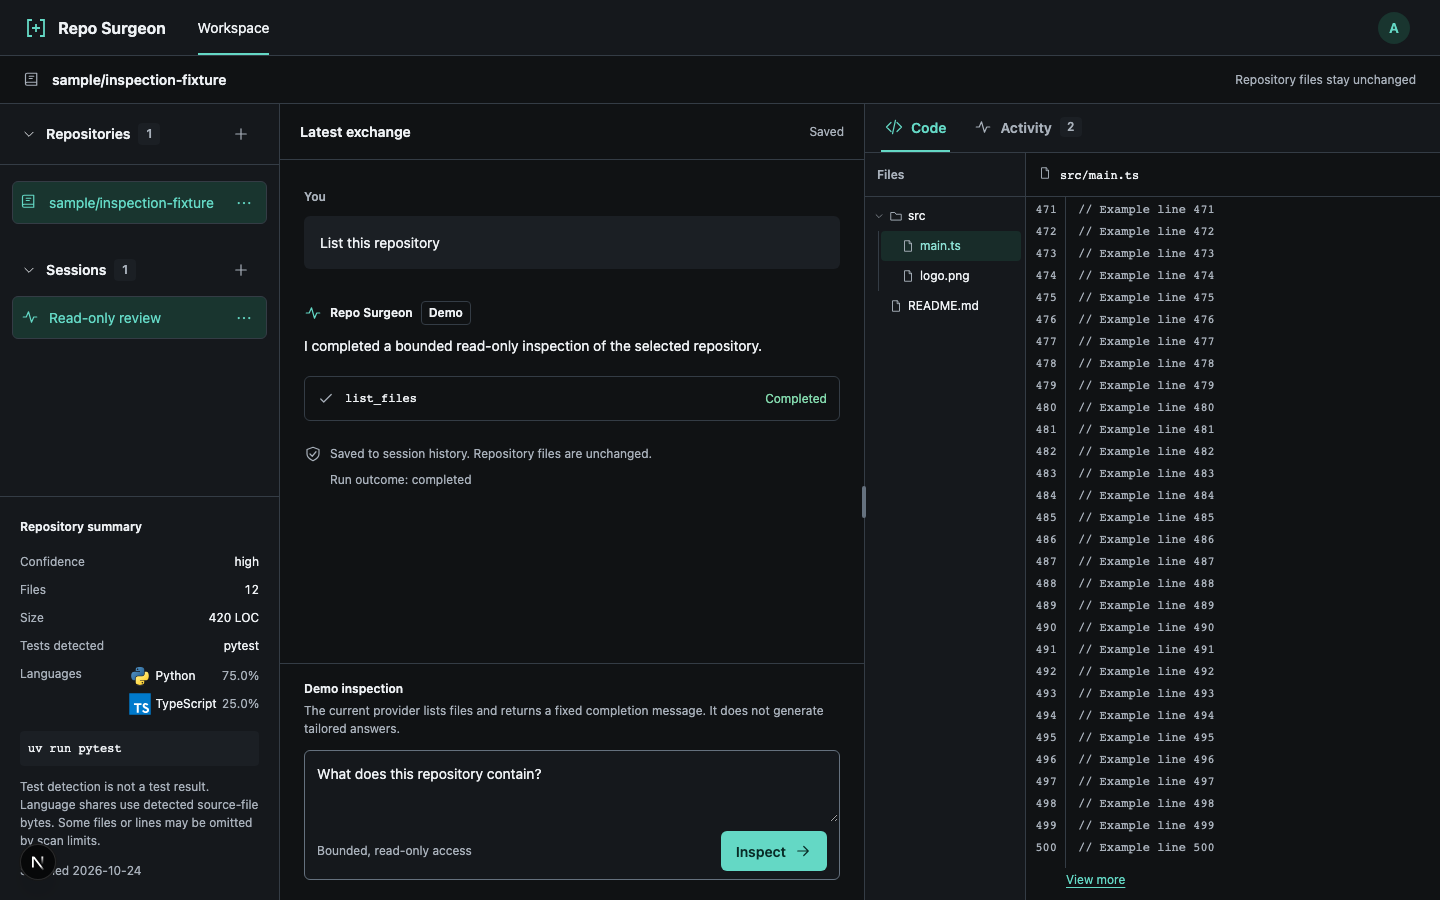 [+] Repo Surgeon
Workspace
A
sample/inspection-fixture
Repository files stay unchanged
Repositories 1
sample/inspection-fixture
Sessions 1
Read-only review
Repository summary
Confidence high
Files 12
Size 420 LOC
Tests detected pytest
Languages Python 75.0%
TS TypeScript 25.0%
uv run pytest
Test detection is not a test result.
Language shares use detected source-file
bytes. Some files or lines may be omitted
by scan limits.
N
2026-10-24
Latest exchange
Saved
You
List this repository
Repo Surgeon Demo
I completed a bounded read-only inspection of the selected repository.
list_files Completed
Saved to session history. Repository files are unchanged.
Run outcome: completed
Demo inspection
The current provider lists files and returns a fixed completion message. It does not generate
tailored answers.
What does this repository contain?
Bounded, read-only access
Inspect
Code
Activity 2
Files
src
main.ts
logo.png
README.md
src/main.ts
471 // Example line 471
472 // Example line 472
473 // Example line 473
474 // Example line 474
475 // Example line 475
476 // Example line 476
477 // Example line 477
478 // Example line 478
479 // Example line 479
480 // Example line 480
481 // Example line 481
482 // Example line 482
483 // Example line 483
484 // Example line 484
485 // Example line 485
486 // Example line 486
487 // Example line 487
488 // Example line 488
489 // Example line 489
490 // Example line 490
491 // Example line 491
492 // Example line 492
493 // Example line 493
494 // Example line 494
495 // Example line 495
496 // Example line 496
497 // Example line 497
498 // Example line 498
499 // Example line 499
500 // Example line 500
View more